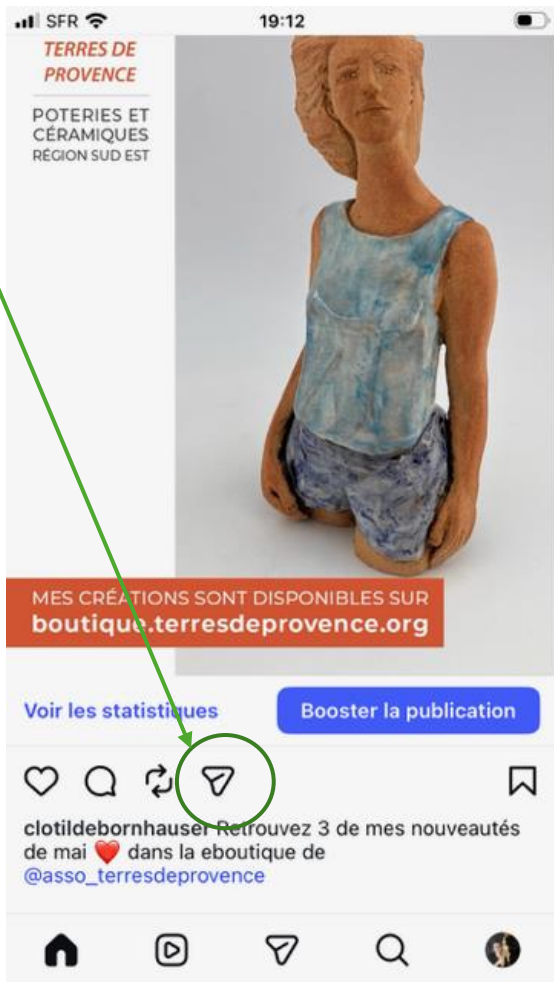 SFR 19:12
TERRES DE
PROVENCE
POTERIES ET
CÉRAMIQUES
RÉGION SUD EST
MES CRÉATIONS SONT DISPONIBLES SUR
boutique.terresdeprovence.org
Voir les statistiques Booster la publication
clotildebornhauser Retrouvez 3 de mes nouveautés
de mai ❤️ dans la eboutique de
@asso_terresdeprovence